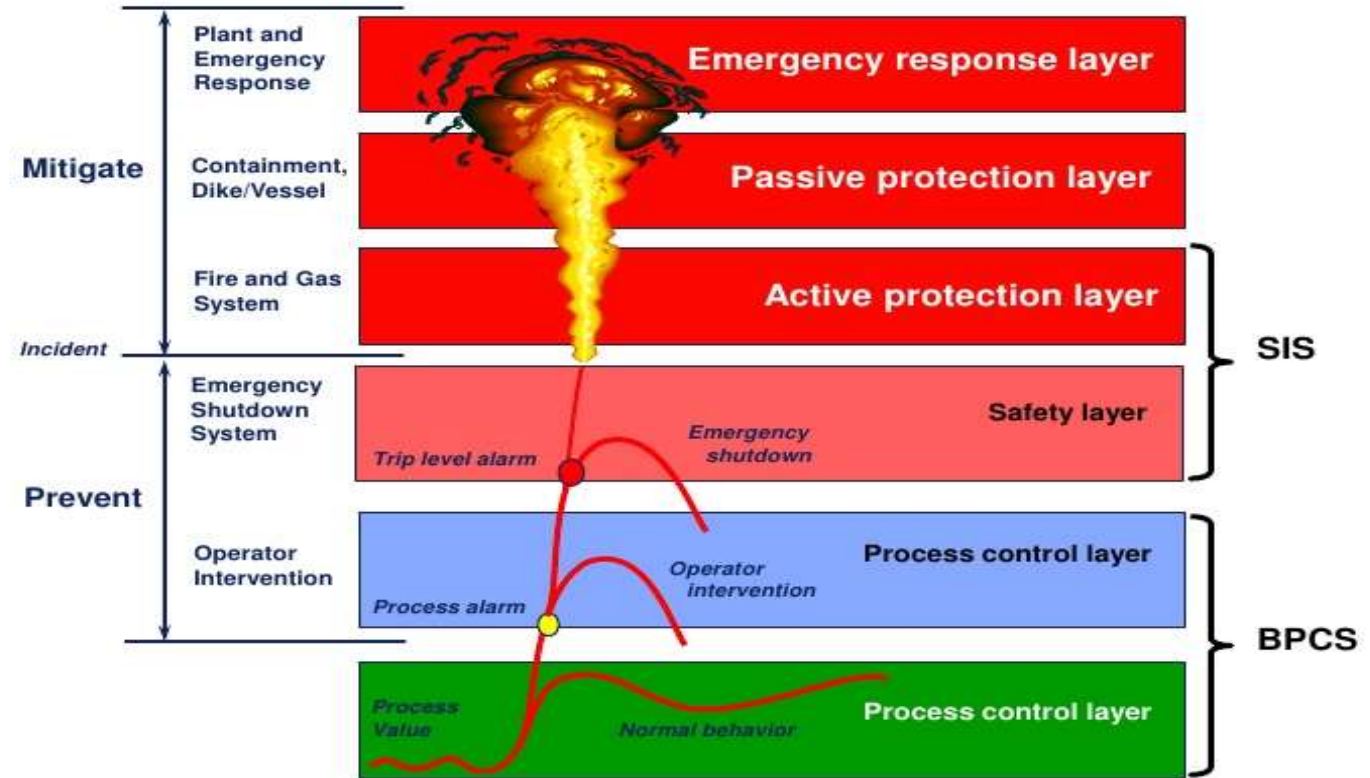 Plant and
Emergency
Response
Emergency response layer
Mitigate
Containment,
Dike/Vessel
Passive protection layer
Fire and Gas
System
Active protection layer
Incident
SIS
Emergency
Shutdown
System
Safety layer
Emergency
shutdown
Trip level alarm
Prevent
Operator
Intervention
Process control layer
Operator
intervention
Process alarm
BPCS
Process
Value
Normal behavior
Process control layer